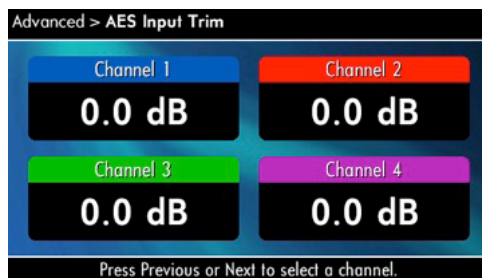 Advanced > AES Input Trim
Channel 1
Channel 2
0.0 dB
0.0 dB
Channel 3
Channel 4
0.0 dB
0.0 dB
Press Previous or Next to select a channel.